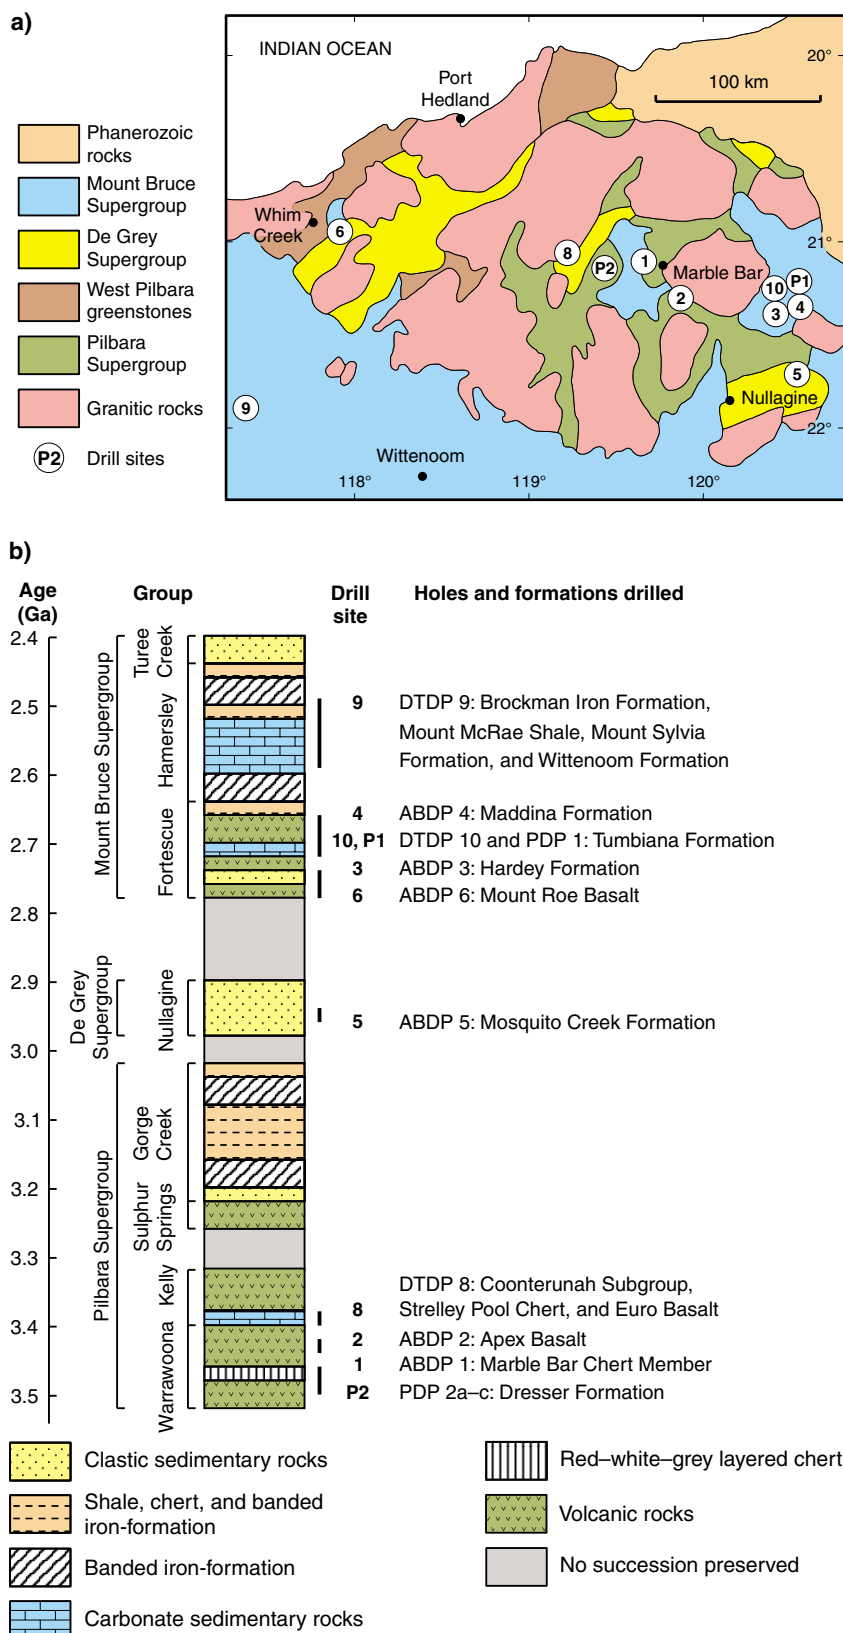 a)
INDIAN OCEAN
20°
Port
Hedland
100 km
Phanerozoic
rocks
Mount Bruce
Supergroup
De Grey
Supergroup
West Pilbara
greenstones
Pilbara
Supergroup
Granitic rocks
P2
Drill sites
Whim
Creek
6
8
P2
1
Marble Bar
2
21°
10
P1
3
4
5
Nullagine
9
22°
Wittenoom
118°
119°
120°
b)
Age
(Ga)
Group
Drill
site
Holes and formations drilled
2.4
2.5
2.6
2.7
2.8
2.9
3.0
3.1
3.2
3.3
3.4
3.5
Mount Bruce Supergroup
De Grey
Supergroup
Pilbara Supergroup
Turee
Creek
Hamersley
Fortescue
Nullagine
Gorge
Creek
Sulphur
Springs
Kelly
Warrawoona
9 DTDP 9: Brockman Iron Formation,
Mount McRae Shale, Mount Sylvia
Formation, and Wittenoom Formation
4 ABDP 4: Maddina Formation
10, P1 DTDP 10 and PDP 1: Tumbiana Formation
3 ABDP 3: Hardey Formation
6 ABDP 6: Mount Roe Basalt
5 ABDP 5: Mosquito Creek Formation
DTDP 8: Coonterunah Subgroup,
8 Strelley Pool Chert, and Euro Basalt
2 ABDP 2: Apex Basalt
1 ABDP 1: Marble Bar Chert Member
P2 PDP 2a–c: Dresser Formation
Clastic sedimentary rocks
Shale, chert, and banded
iron-formation
Banded iron-formation
Carbonate sedimentary rocks
Red–white–grey layered chert
Volcanic rocks
No succession preserved